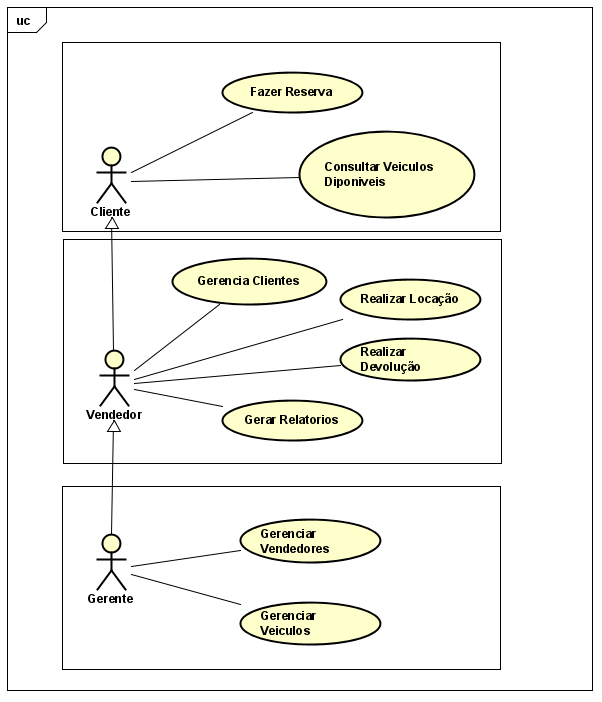 uc
Fazer Reserva
Consultar Veiculos
Diponiveis
Cliente
Gerencia Clientes
Realizar Locação
Realizar
Devolução
Vendedor
Gerar Relatorios
Gerenciar
Vendedores
Gerente
Gerenciar
Veiculos